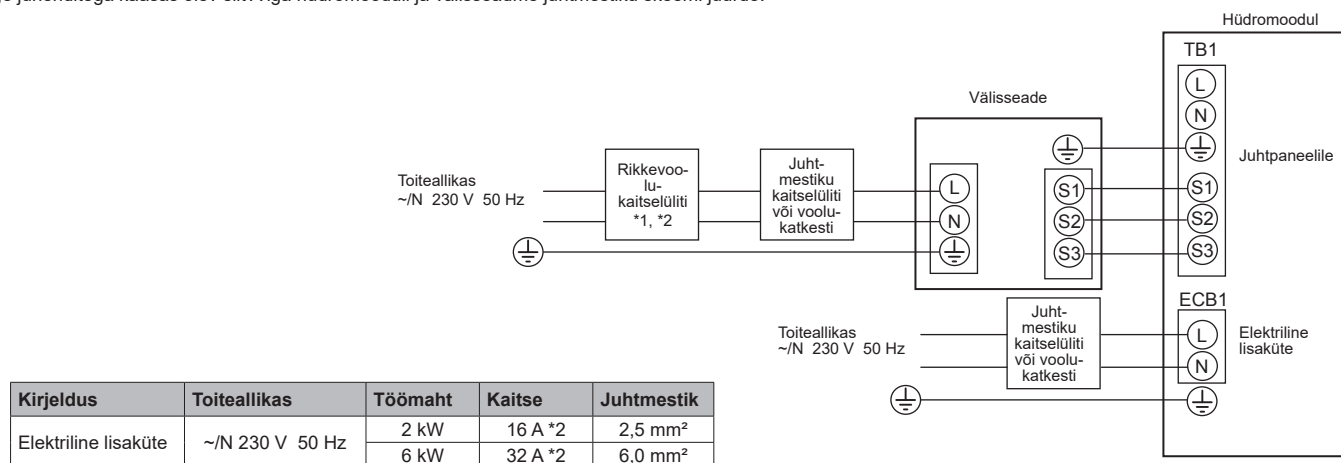 Hüdromoodul
TB1
L
N
Juhtpaneelile
S1
S2
S3
Välisseade
L
N
S1
S2
S3
Toiteallikas
~/N 230 V 50 Hz
Rikkevoo-
lu-
kaitselüliti
*1, *2
Juht-
mestiku
kaitselüliti
või voolu-
katkesti
ECB1
L
N
Elektriline
lisaküte
Toiteallikas
~/N 230 V 50 Hz
Juht-
mestiku
kaitselüliti
või voolu-
katkesti
Kirjeldus Toiteallikas Töömaht Kaitse Juhtmestik
Elektriline lisaküte ~/N 230 V 50 Hz 2 kW 16 A *2 2,5 mm²
6 kW 32 A *2 6,0 mm²